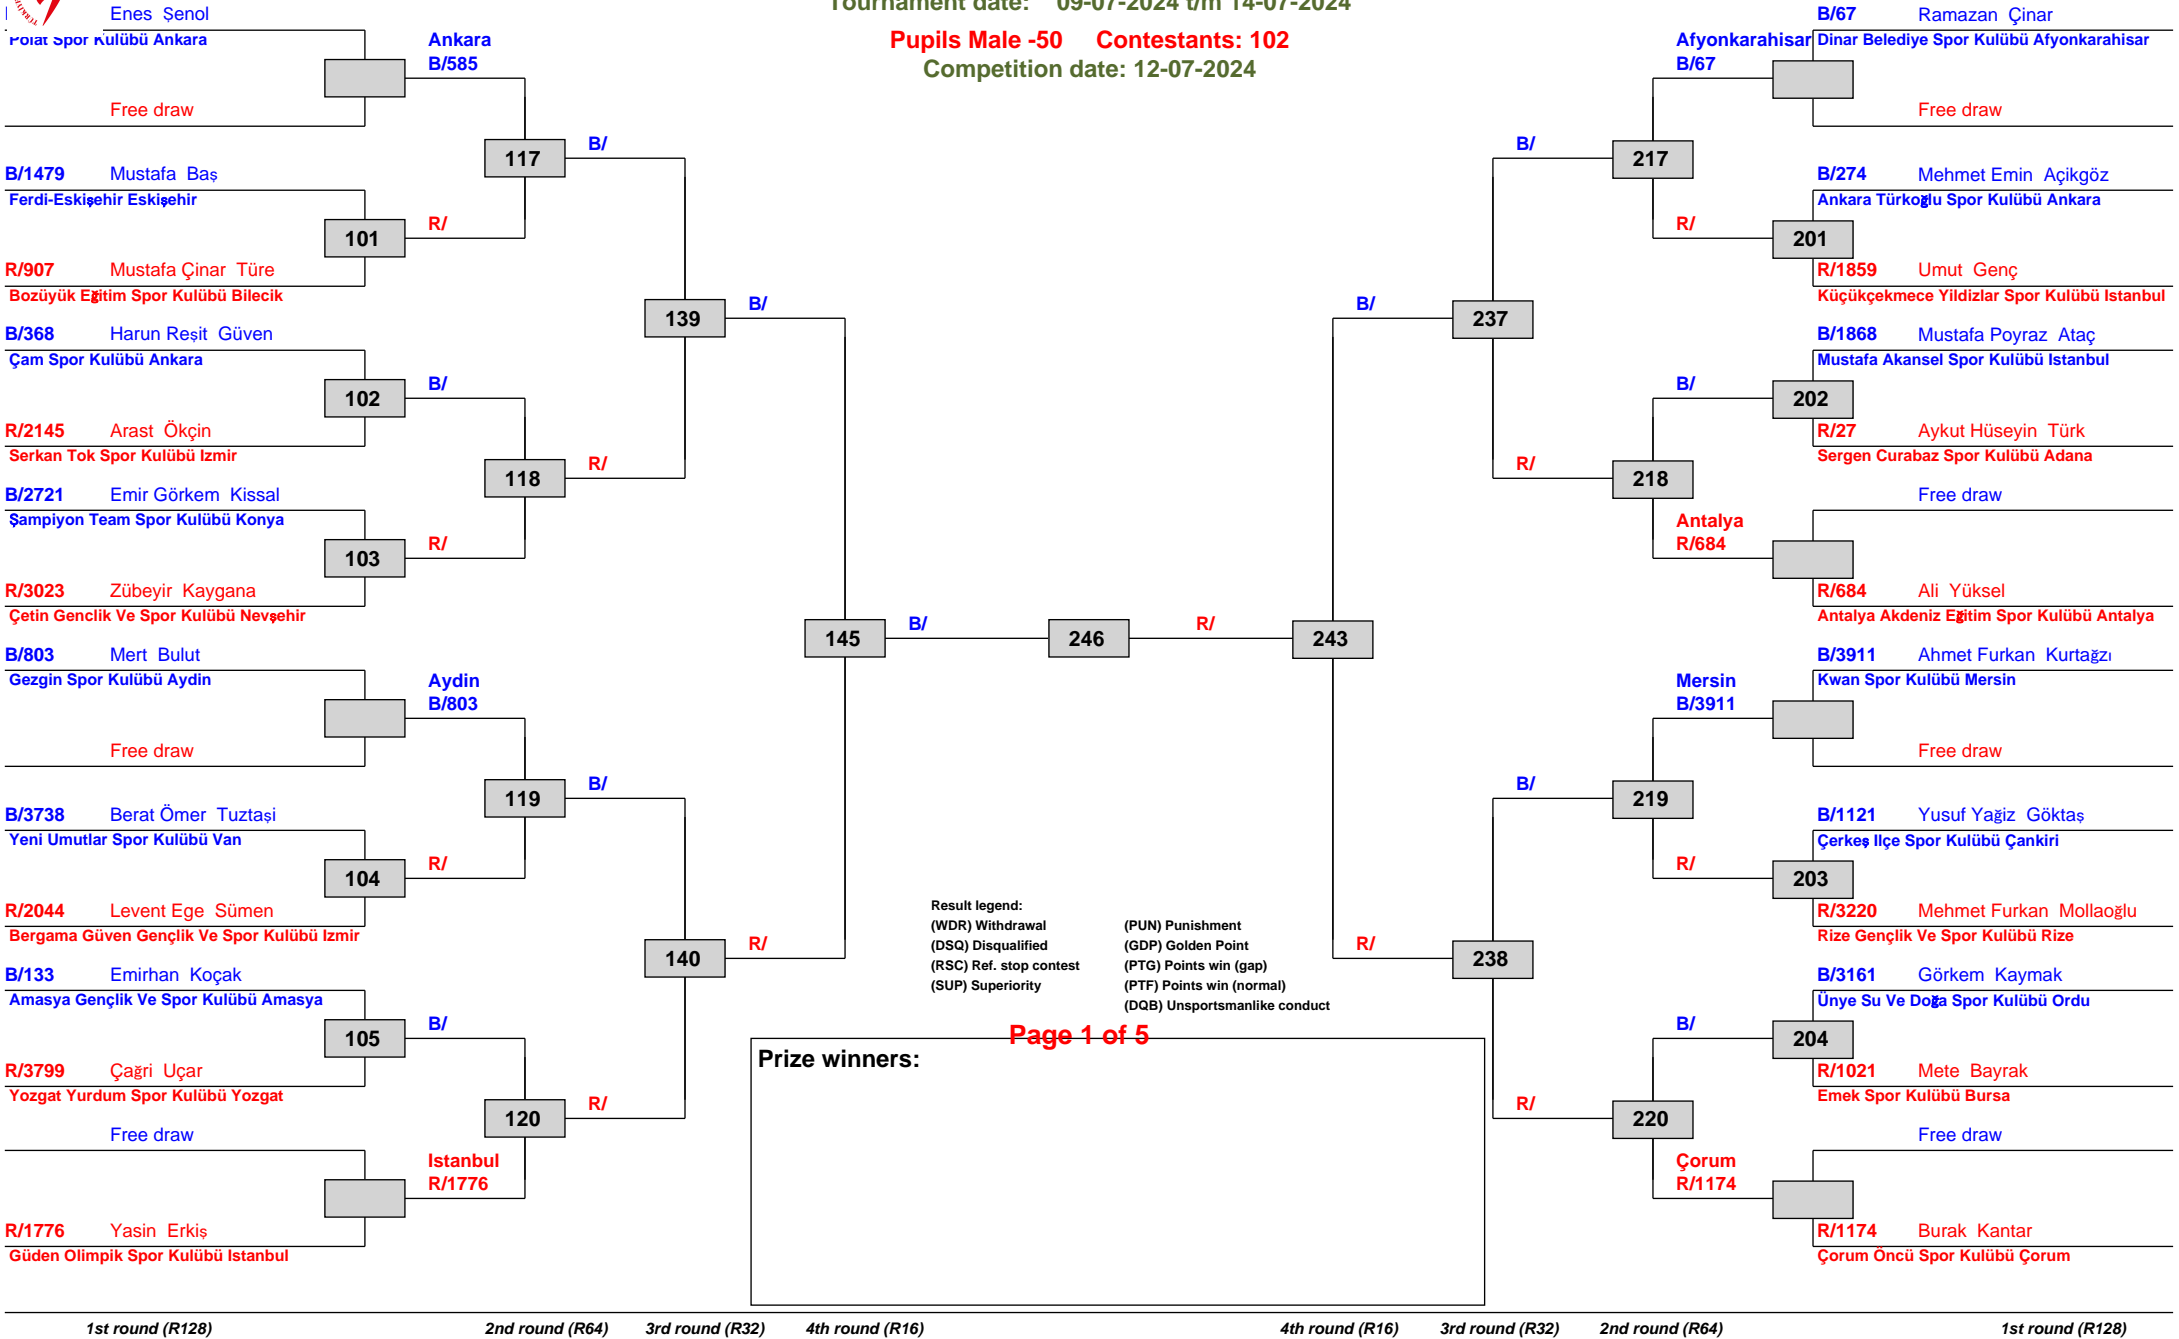 Tournament date: 09-07-2024 t/m 14-07-2024
Pupils Male -50 Contestants: 102
Competition date: 12-07-2024
Enes Şenol
Polat Spor Kulübü Ankara
Ankara
B/585
Free draw
117
B/
B/1479 Mustafa Baş
Ferdi-Eskişehir Eskişehir
101
R/
R/907 Mustafa Çinar Türe
Bozüyük Eğitim Spor Kulübü Bilecik
139
B/
B/368 Harun Reşit Güven
Çam Spor Kulübü Ankara
102
B/
R/2145 Arast Ökçin
Serkan Tok Spor Kulübü Izmir
118
R/
B/2721 Emir Görkem Kissal
Şampiyon Team Spor Kulübü Konya
103
R/
R/3023 Zübeyir Kaygana
Çetin Genclik Ve Spor Kulübü Nevşehir
145
B/
246
R/
243
B/803 Mert Bulut
Gezgin Spor Kulübü Aydin
Aydin
B/803
Free draw
119
B/
B/3738 Berat Ömer Tuztaşi
Yeni Umutlar Spor Kulübü Van
104
R/
R/2044 Levent Ege Sümen
Bergama Güven Gençlik Ve Spor Kulübü Izmir
140
R/
B/133 Emirhan Koçak
Amasya Gençlik Ve Spor Kulübü Amasya
105
B/
R/3799 Çağri Uçar
Yozgat Yurdum Spor Kulübü Yozgat
120
R/
Free draw
Istanbul
R/1776
R/1776 Yasin Erkiş
Güden Olimpik Spor Kulübü Istanbul
B/67 Ramazan Çinar
Afyonkarahisar Dinar Belediye Spor Kulübü Afyonkarahisar
B/67
Free draw
B/
217
B/274 Mehmet Emin Açikgöz
Ankara Türkoğlu Spor Kulübü Ankara
R/
201
R/1859 Umut Genç
Küçükçekmece Yildizlar Spor Kulübü Istanbul
B/
237
B/1868 Mustafa Poyraz Ataç
Mustafa Akansel Spor Kulübü Istanbul
B/
202
R/27 Aykut Hüseyin Türk
Sergen Curabaz Spor Kulübü Adana
R/
218
Free draw
Antalya
R/684
R/684 Ali Yüksel
Antalya Akdeniz Eğitim Spor Kulübü Antalya
B/3911 Ahmet Furkan Kurtağzı
Kwan Spor Kulübü Mersin
Mersin
B/3911
Free draw
B/
219
B/1121 Yusuf Yağiz Göktaş
Çerkeş Ilçe Spor Kulübü Çankiri
R/
203
R/3220 Mehmet Furkan Mollaoğlu
Rize Gençlik Ve Spor Kulübü Rize
R/
238
B/3161 Görkem Kaymak
Ünye Su Ve Doğa Spor Kulübü Ordu
B/
204
R/1021 Mete Bayrak
Emek Spor Kulübü Bursa
R/
220
Free draw
Çorum
R/1174
R/1174 Burak Kantar
Çorum Öncü Spor Kulübü Çorum
Result legend:
(WDR) Withdrawal (PUN) Punishment
(DSQ) Disqualified (GDP) Golden Point
(RSC) Ref. stop contest (PTG) Points win (gap)
(SUP) Superiority (PTF) Points win (normal)
(DQB) Unsportsmanlike conduct
Page 1 of 5
Prize winners:
1st round (R128) 2nd round (R64) 3rd round (R32) 4th round (R16) 4th round (R16) 3rd round (R32) 2nd round (R64) 1st round (R128)